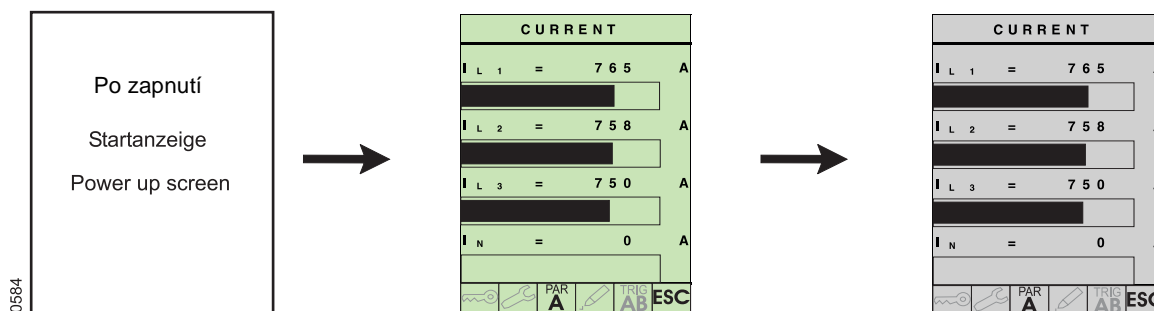 Po zapnutí
Startanzeige
Power up screen
0584
CURRENT
I L 1 = 765 A
I L 2 = 758 A
I L 3 = 750 A
I N = 0 A
PAR A TRIG AB ESC
CURRENT
I L 1 = 765
I L 2 = 758
I L 3 = 750
I N = 0
PAR A TRIG AB ESC